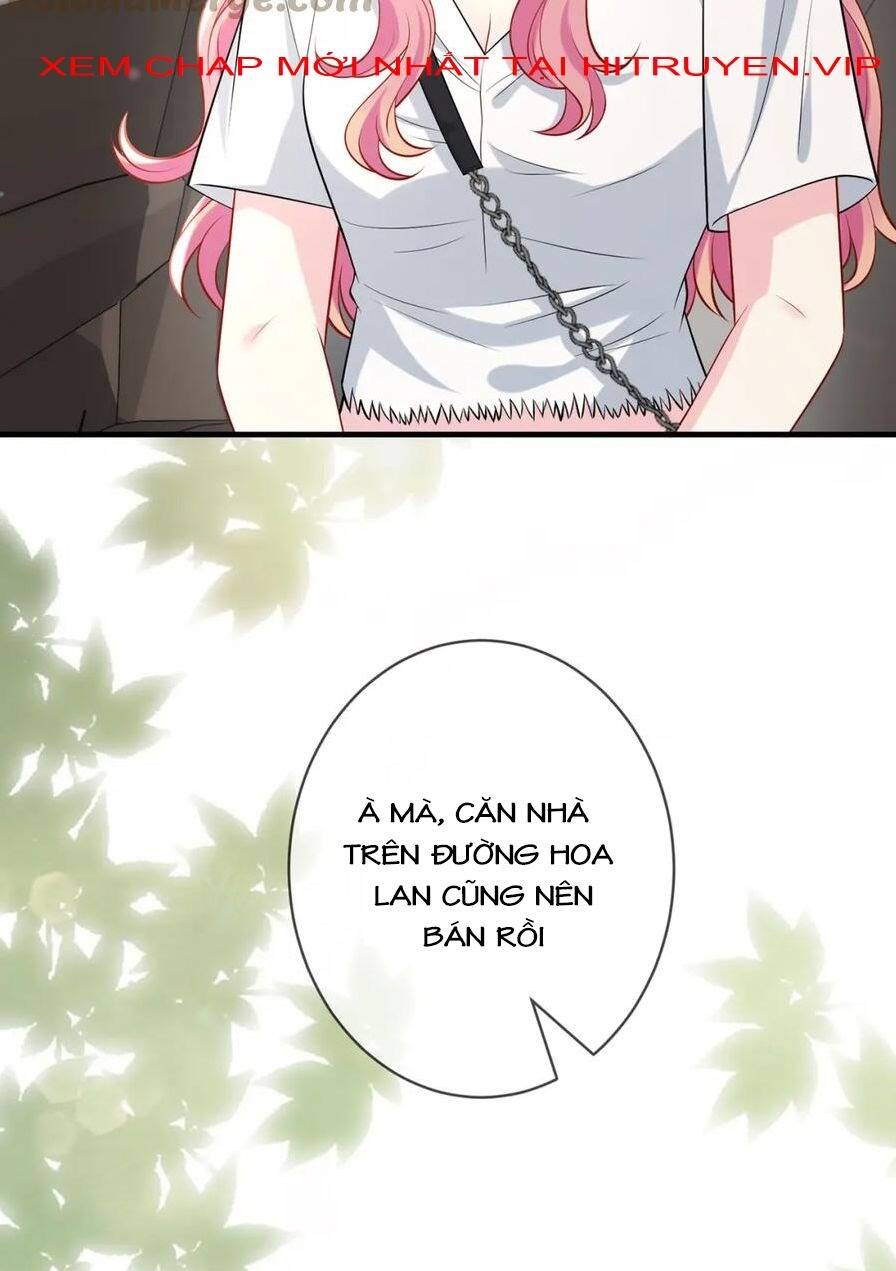 XEM CHAP MỚI NHẤT TẠI HITRUYEN.VIP
À MÀ, CĂN NHÀ
TRÊN ĐƯỜNG HOA
LAN CŨNG NÊN
BÁN RỒI